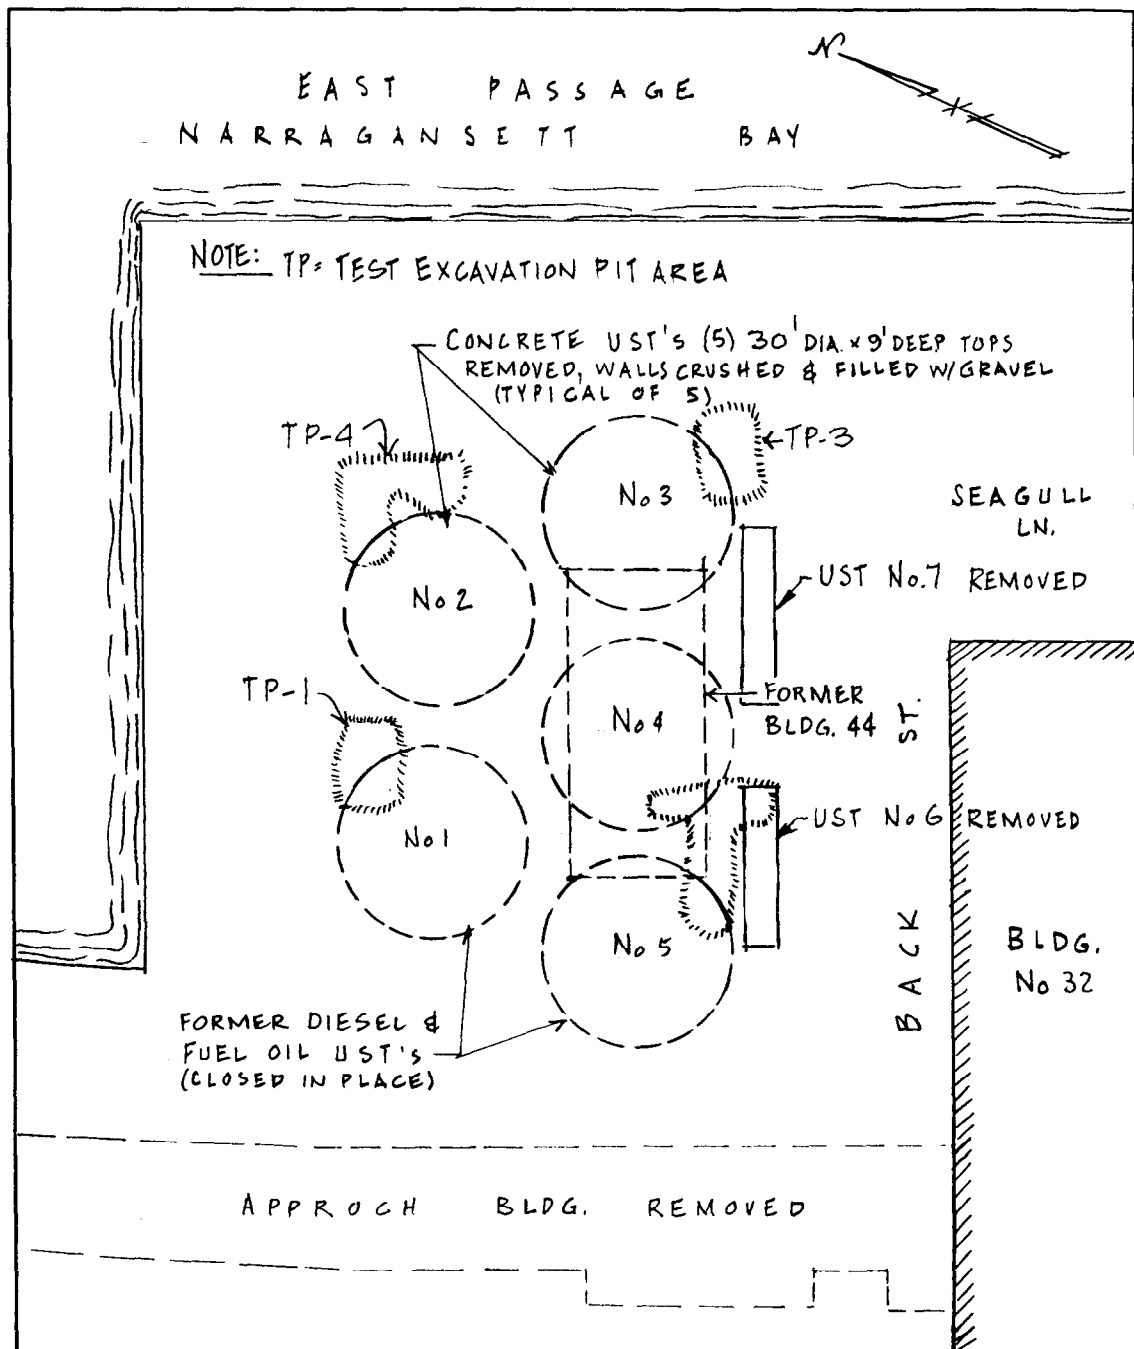 N
EAST PASSAGE
NARRAGANSETT BAY
NOTE: TP= TEST EXCAVATION PIT AREA
CONCRETE UST's (5) 30' DIA. x 9' DEEP TOPS
REMOVED, WALLS CRUSHED & FILLED W/GRAVEL
(TYPICAL OF 5)
TP-4
TP-3
No 3
SEAGULL
LN.
No 2
UST No.7 REMOVED
TP-1
FORMER
BLDG. 44
No 4
UST No 6 REMOVED
No 1
BACK ST.
No 5
BLDG.
No 32
FORMER DIESEL &
FUEL OIL UST's
(CLOSED IN PLACE)
APPROCH BLDG. REMOVED